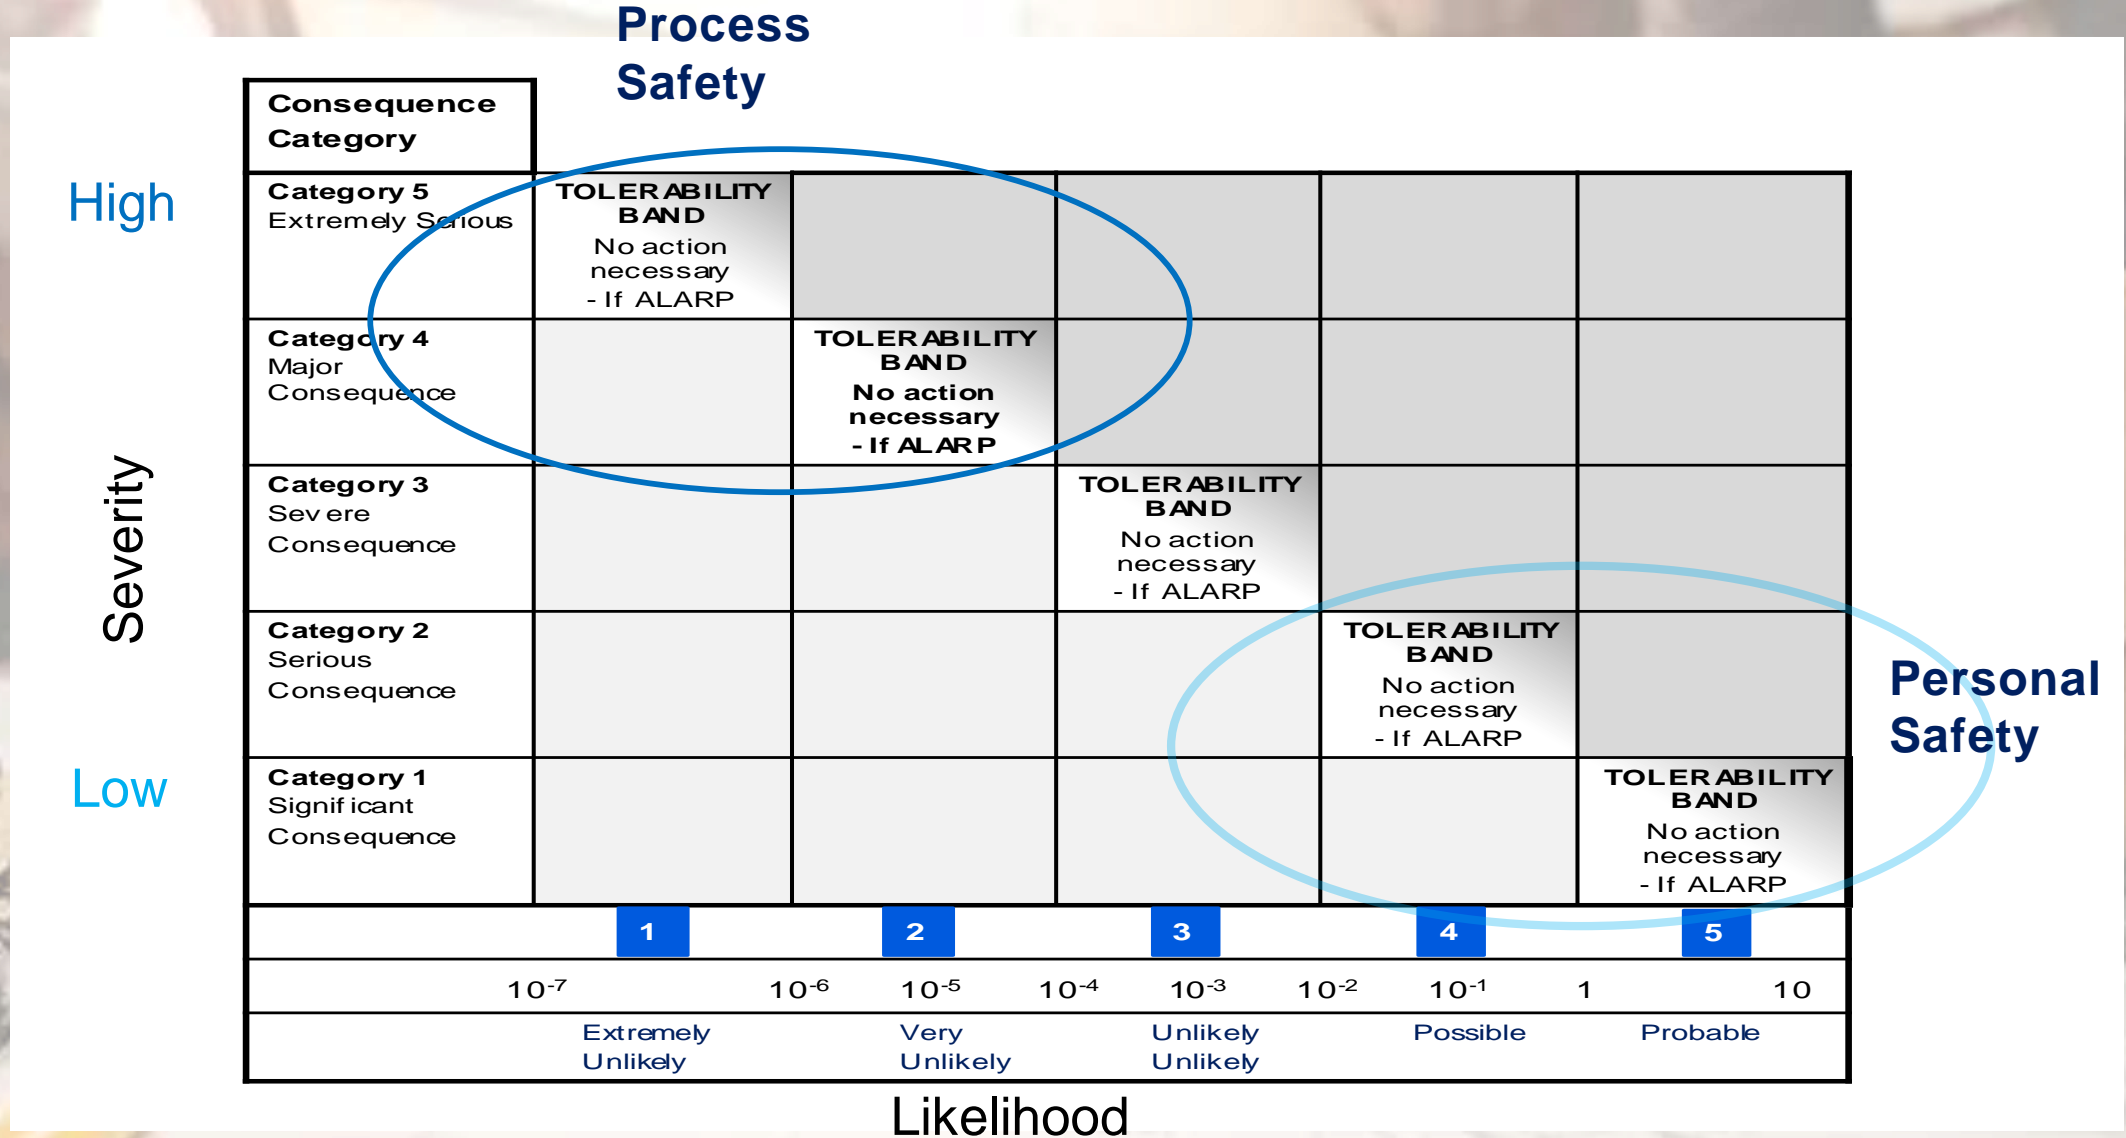 Process
Safety
Consequence
Category
High
Category 5
Extremely Serious
TOLERABILITY
BAND
No action
necessary
- If ALARP
Category 4
Major
Consequence
TOLERABILITY
BAND
No action
necessary
- If ALARP
Severity
Category 3
Severe
Consequence
TOLERABILITY
BAND
No action
necessary
- If ALARP
Category 2
Serious
Consequence
TOLERABILITY
BAND
No action
necessary
- If ALARP
Personal
Safety
Low
Category 1
Significant
Consequence
TOLERABILITY
BAND
No action
necessary
- If ALARP
1 2 3 4 5
10⁻⁷ 10⁻⁶ 10⁻⁵ 10⁻⁴ 10⁻³ 10⁻² 10⁻¹ 1 10
Extremely
Unlikely
Very
Unlikely
Unlikely
Unlikely
Possible
Probable
Likelihood